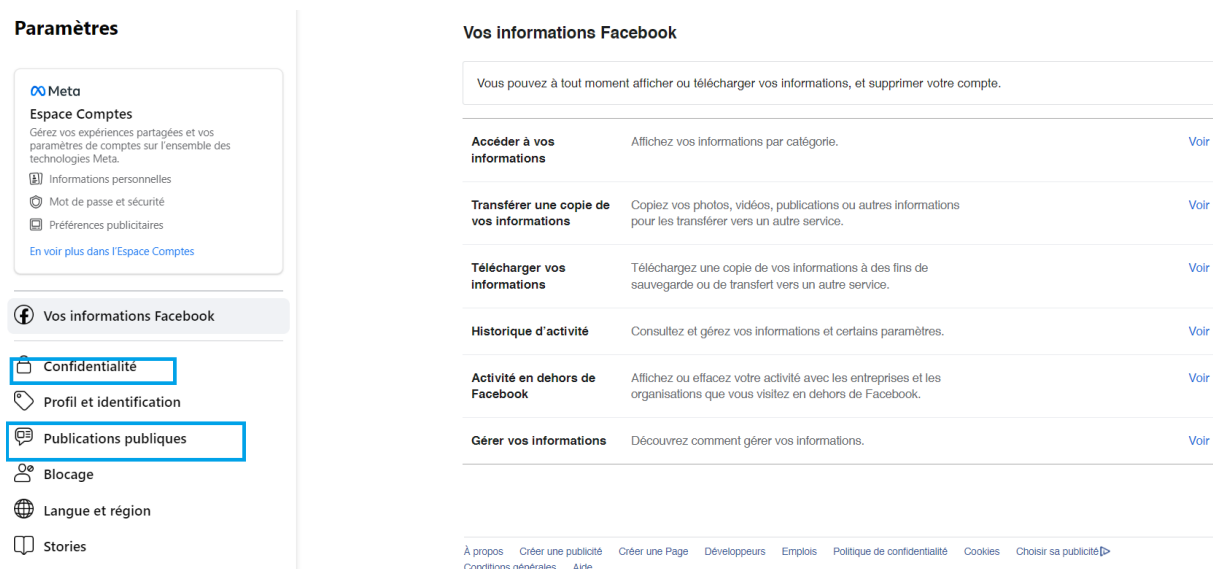 Paramètres
Meta
Espace Comptes
Gérez vos expériences partagées et vos
paramètres de comptes sur l'ensemble des
technologies Meta.
Informations personnelles
Mot de passe et sécurité
Préférences publicitaires
En voir plus dans l'Espace Comptes
Vos informations Facebook
Confidentialité
Profil et identification
Publications publiques
Blocage
Langue et région
Stories
Vos informations Facebook
Vous pouvez à tout moment afficher ou télécharger vos informations, et supprimer votre compte.
Accéder à vos
informations
Affichez vos informations par catégorie.
Voir
Transférer une copie de
vos informations
Copiez vos photos, vidéos, publications ou autres informations
pour les transférer vers un autre service.
Voir
Télécharger vos
informations
Téléchargez une copie de vos informations à des fins de
sauvegarde ou de transfert vers un autre service.
Voir
Historique d'activité
Consultez et gérez vos informations et certains paramètres.
Voir
Activité en dehors de
Facebook
Affichez ou effacez votre activité avec les entreprises et les
organisations que vous visitez en dehors de Facebook.
Voir
Gérer vos informations
Découvrez comment gérer vos informations.
Voir
À propos Créer une publicité Créer une Page Développeurs Emplois Politique de confidentialité Cookies Choisir sa publicité
Conditions générales Aide